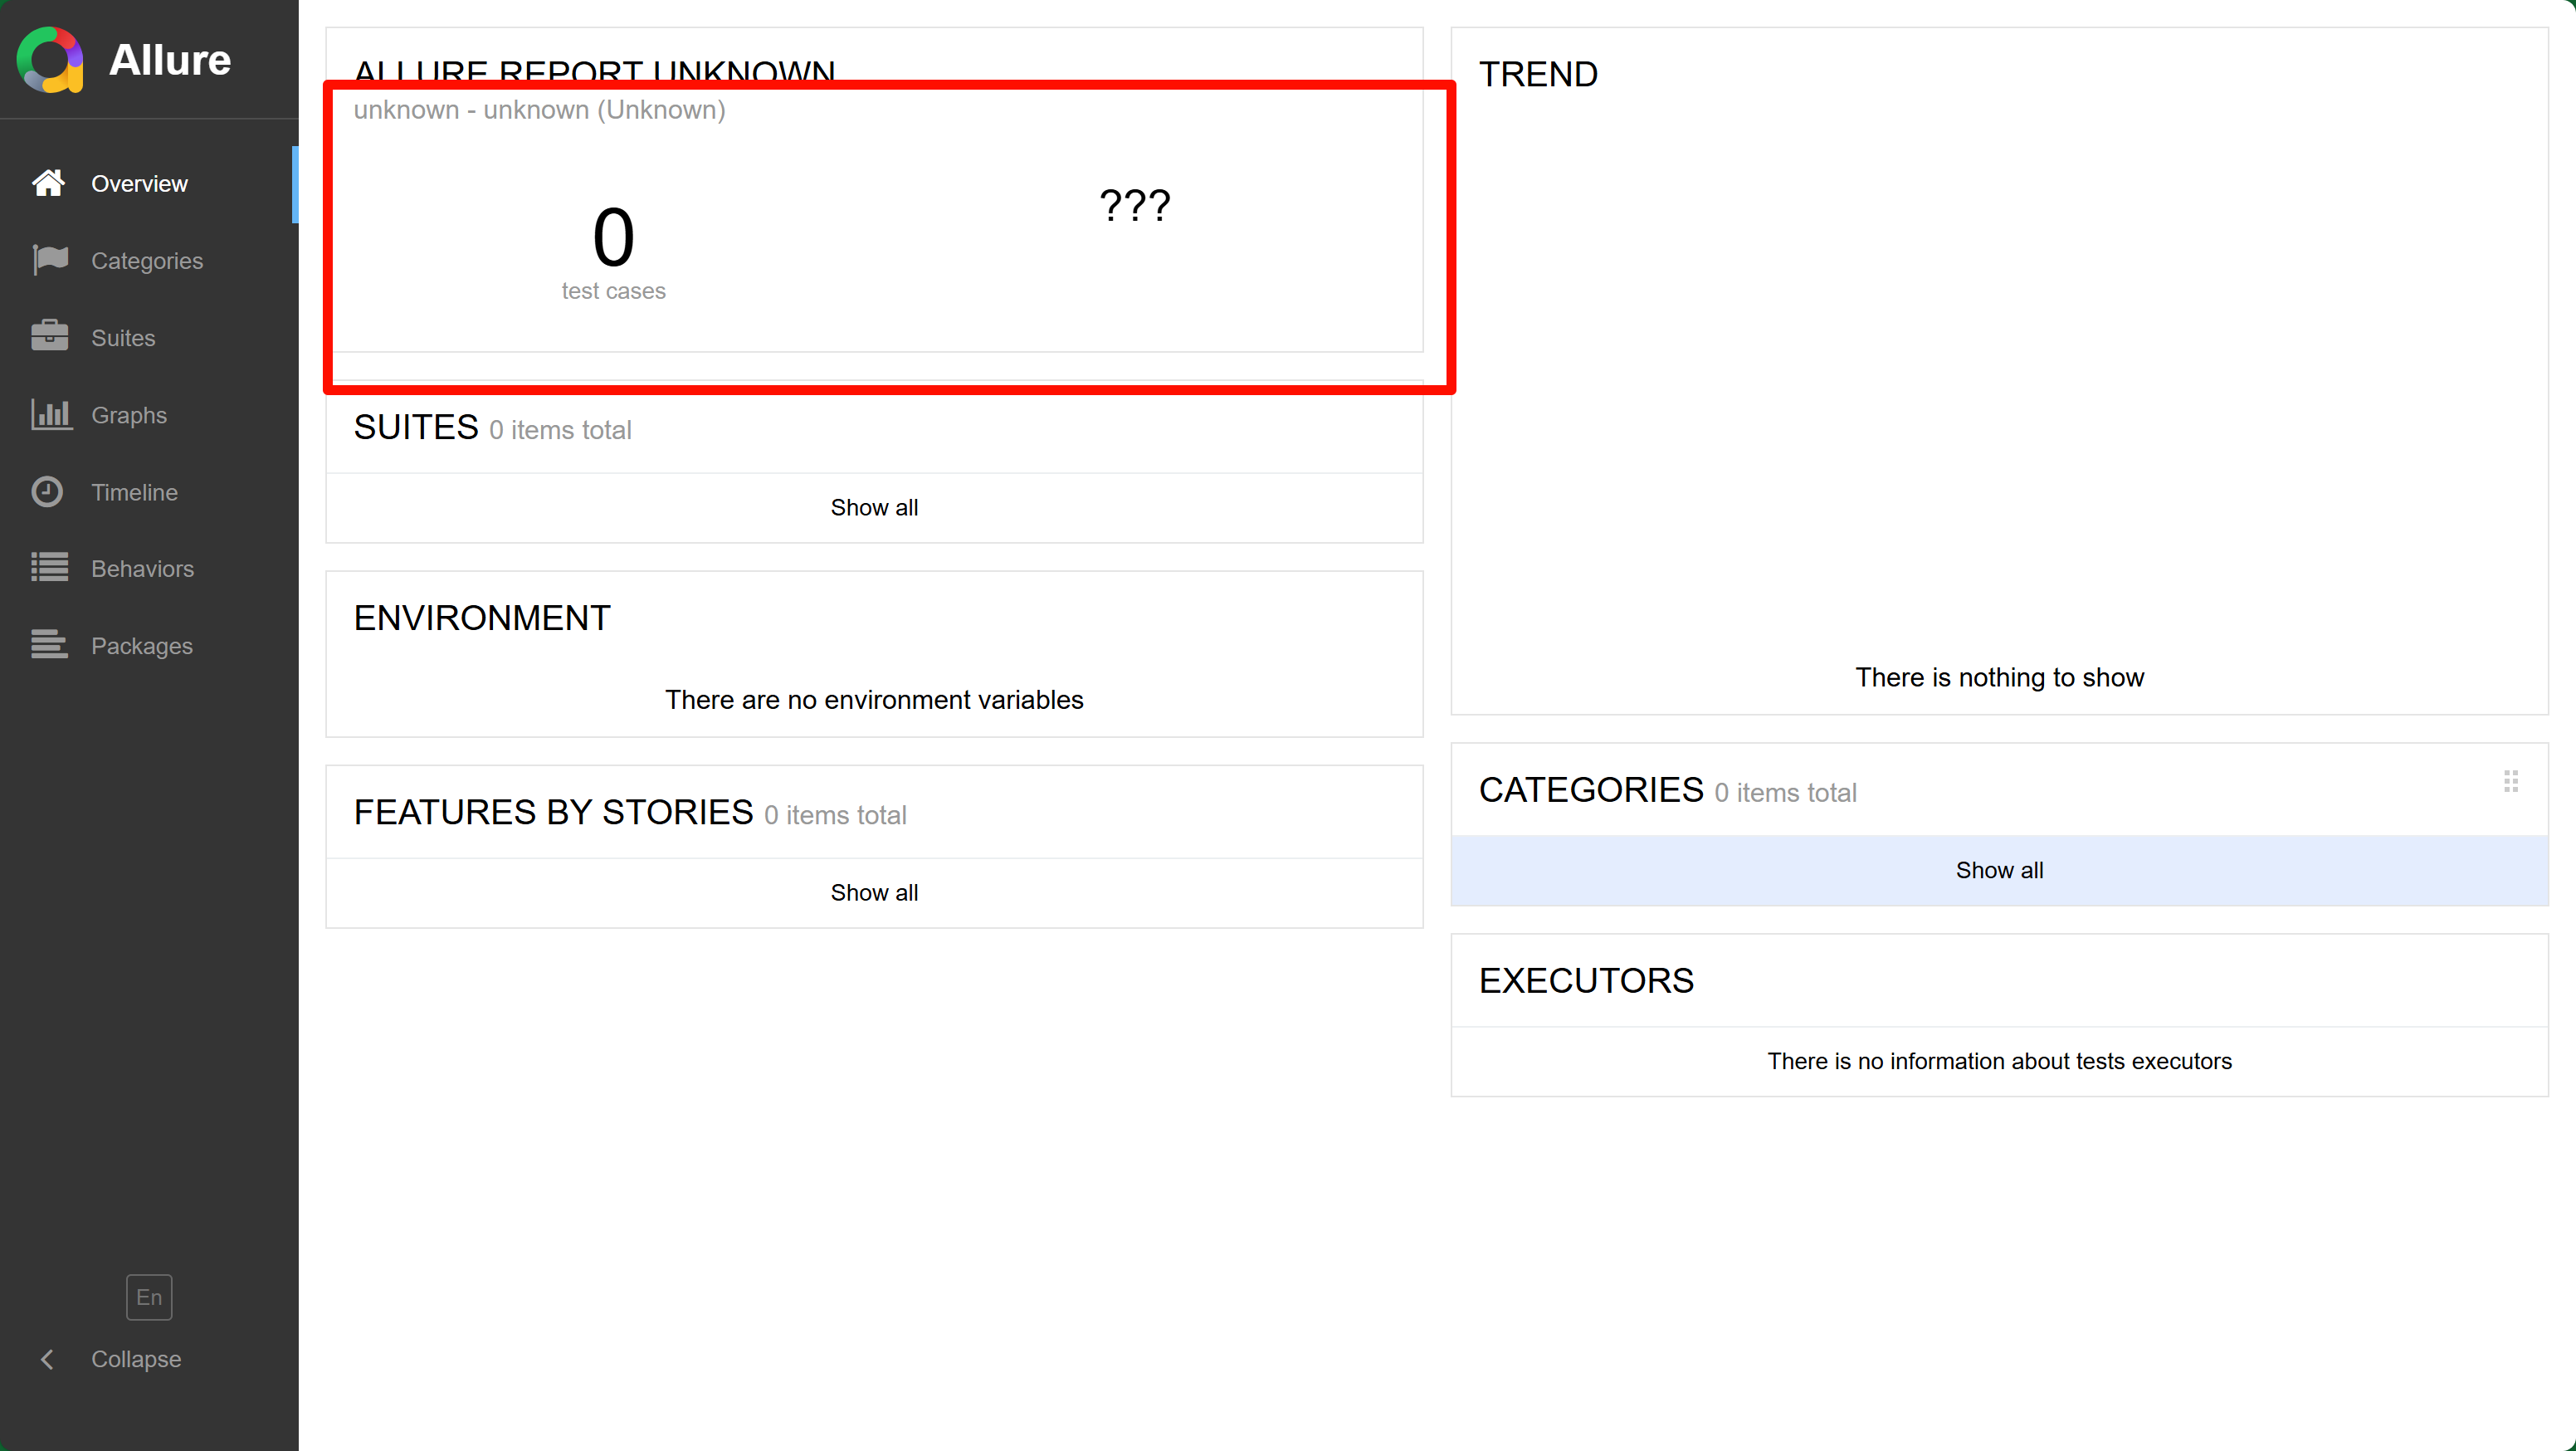 Allure
Overview
Categories
Suites
Graphs
Timeline
Behaviors
Packages
En
Collapse
ALLURE REPORT UNKNOWN
unknown - unknown (Unknown)
0
test cases
???
SUITES 0 items total
Show all
ENVIRONMENT
There are no environment variables
FEATURES BY STORIES 0 items total
Show all
TREND
There is nothing to show
CATEGORIES 0 items total
Show all
EXECUTORS
There is no information about tests executors